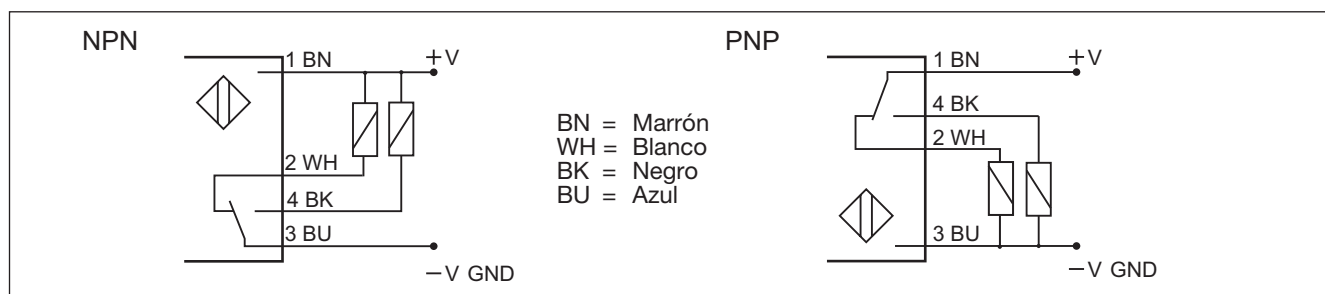 NPN
1 BN
+V
2 WH
4 BK
3 BU
−V GND
BN = Marrón
WH = Blanco
BK = Negro
BU = Azul
PNP
1 BN
+V
4 BK
2 WH
3 BU
−V GND